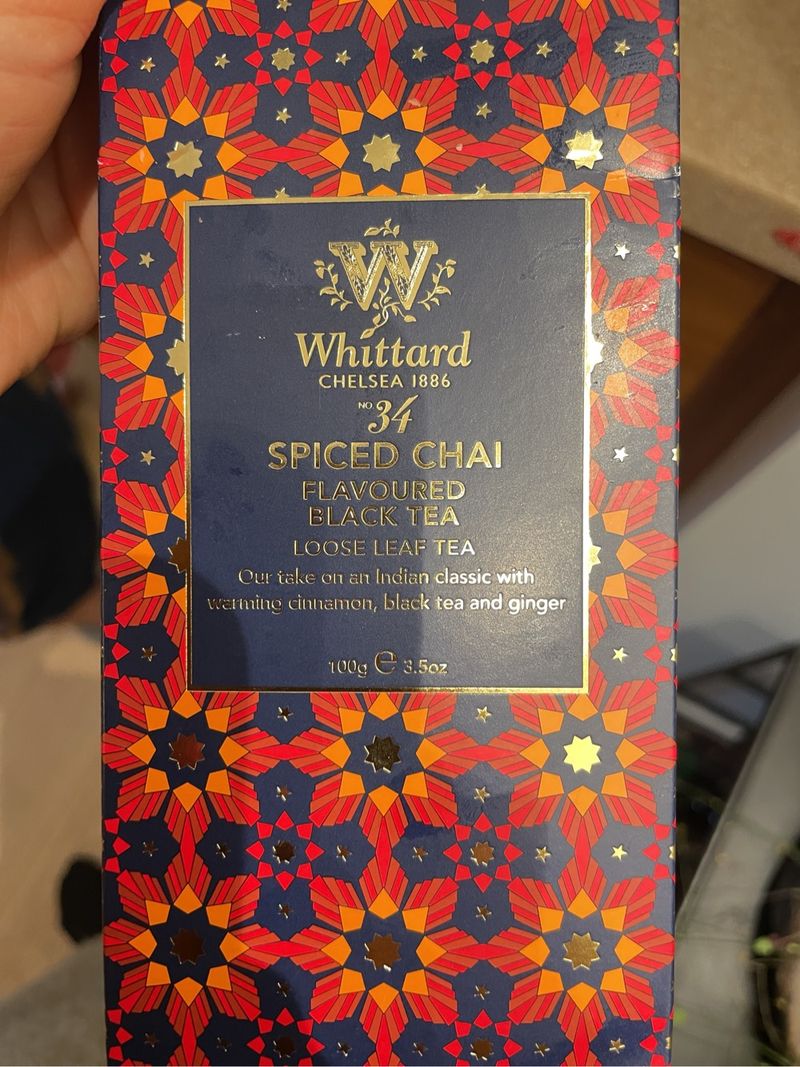 W
Whittard
CHELSEA 1886
NO. 34
SPICED CHAI
FLAVOURED
BLACK TEA
LOOSE LEAF TEA
Our take on an Indian classic with
warming cinnamon, black tea and ginger
100g ℮ 3.5oz